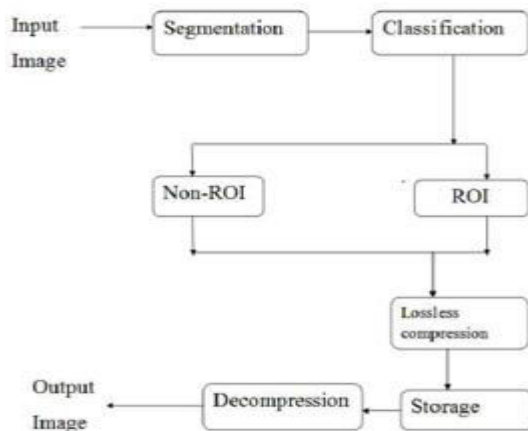 Input
Image
Segmentation
Classification
Non-ROI
ROI
Lossless
compression
Storage
Decompression
Output
Image